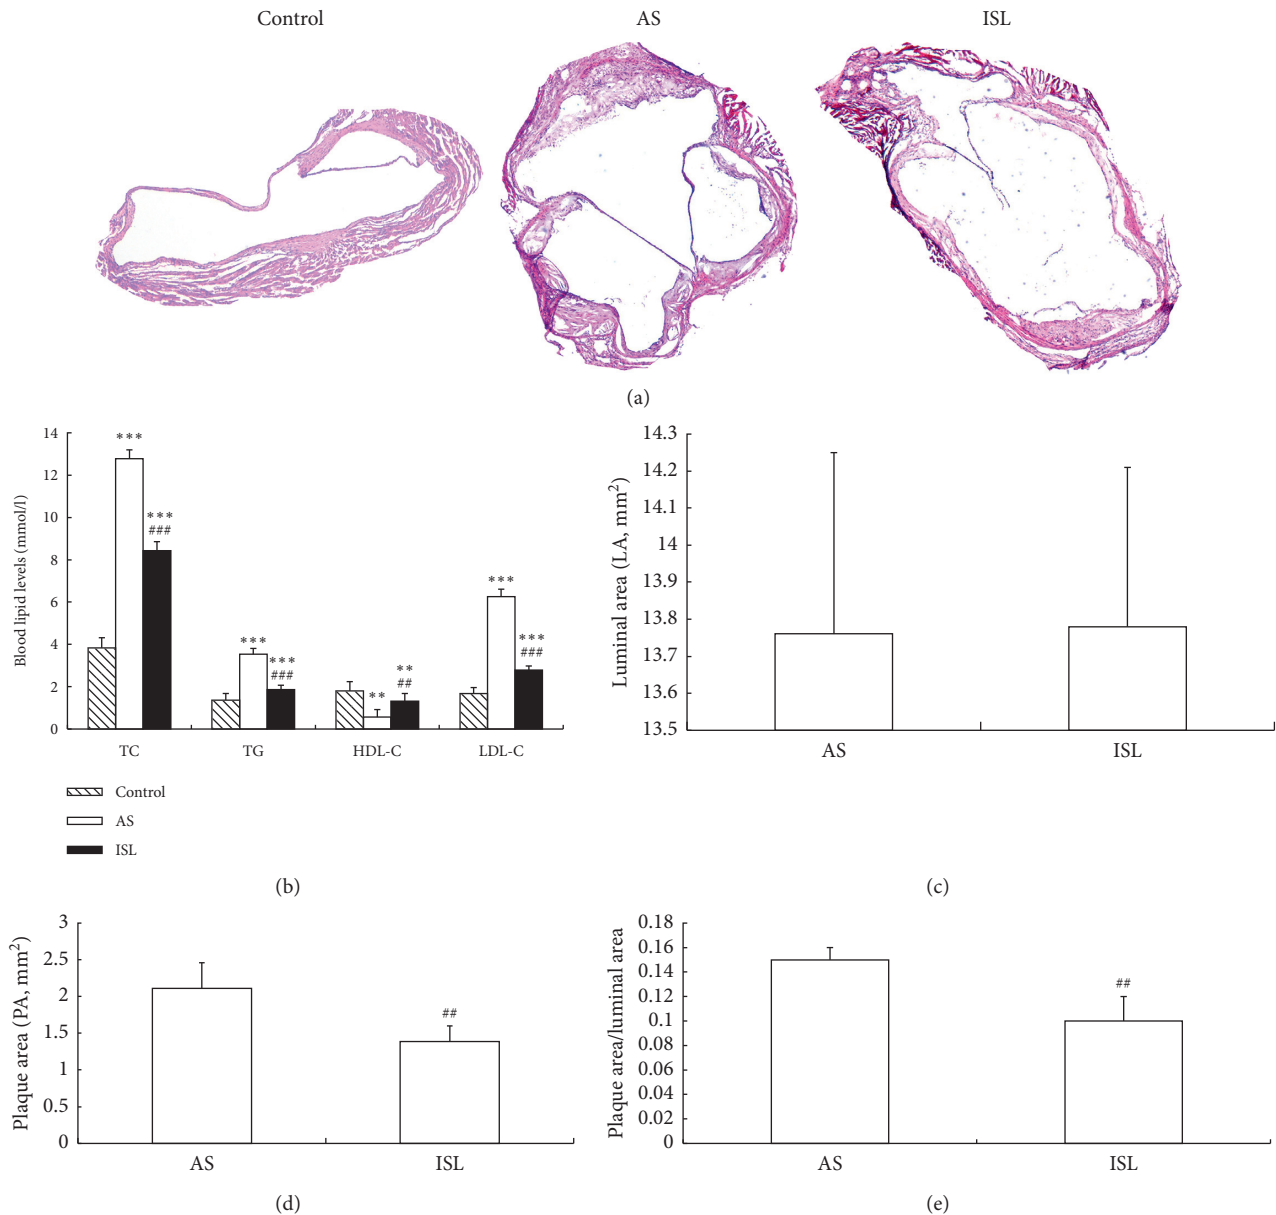 Control
AS
ISL
(a)
Blood lipid levels (mmol/l)
14
12
10
8
6
4
2
0
***
***
###
***
***
###
**
**
##
***
***
###
TC
TG
HDL-C
LDL-C
Control
AS
ISL
(b)
Luminal area (LA, mm²)
14.3
14.2
14.1
14
13.9
13.8
13.7
13.6
13.5
AS
ISL
(c)
Plaque area (PA, mm²)
3
2.5
2
1.5
1
0.5
0
##
AS
ISL
(d)
Plaque area/luminal area
0.18
0.16
0.14
0.12
0.1
0.08
0.06
0.04
0.02
0
##
AS
ISL
(e)